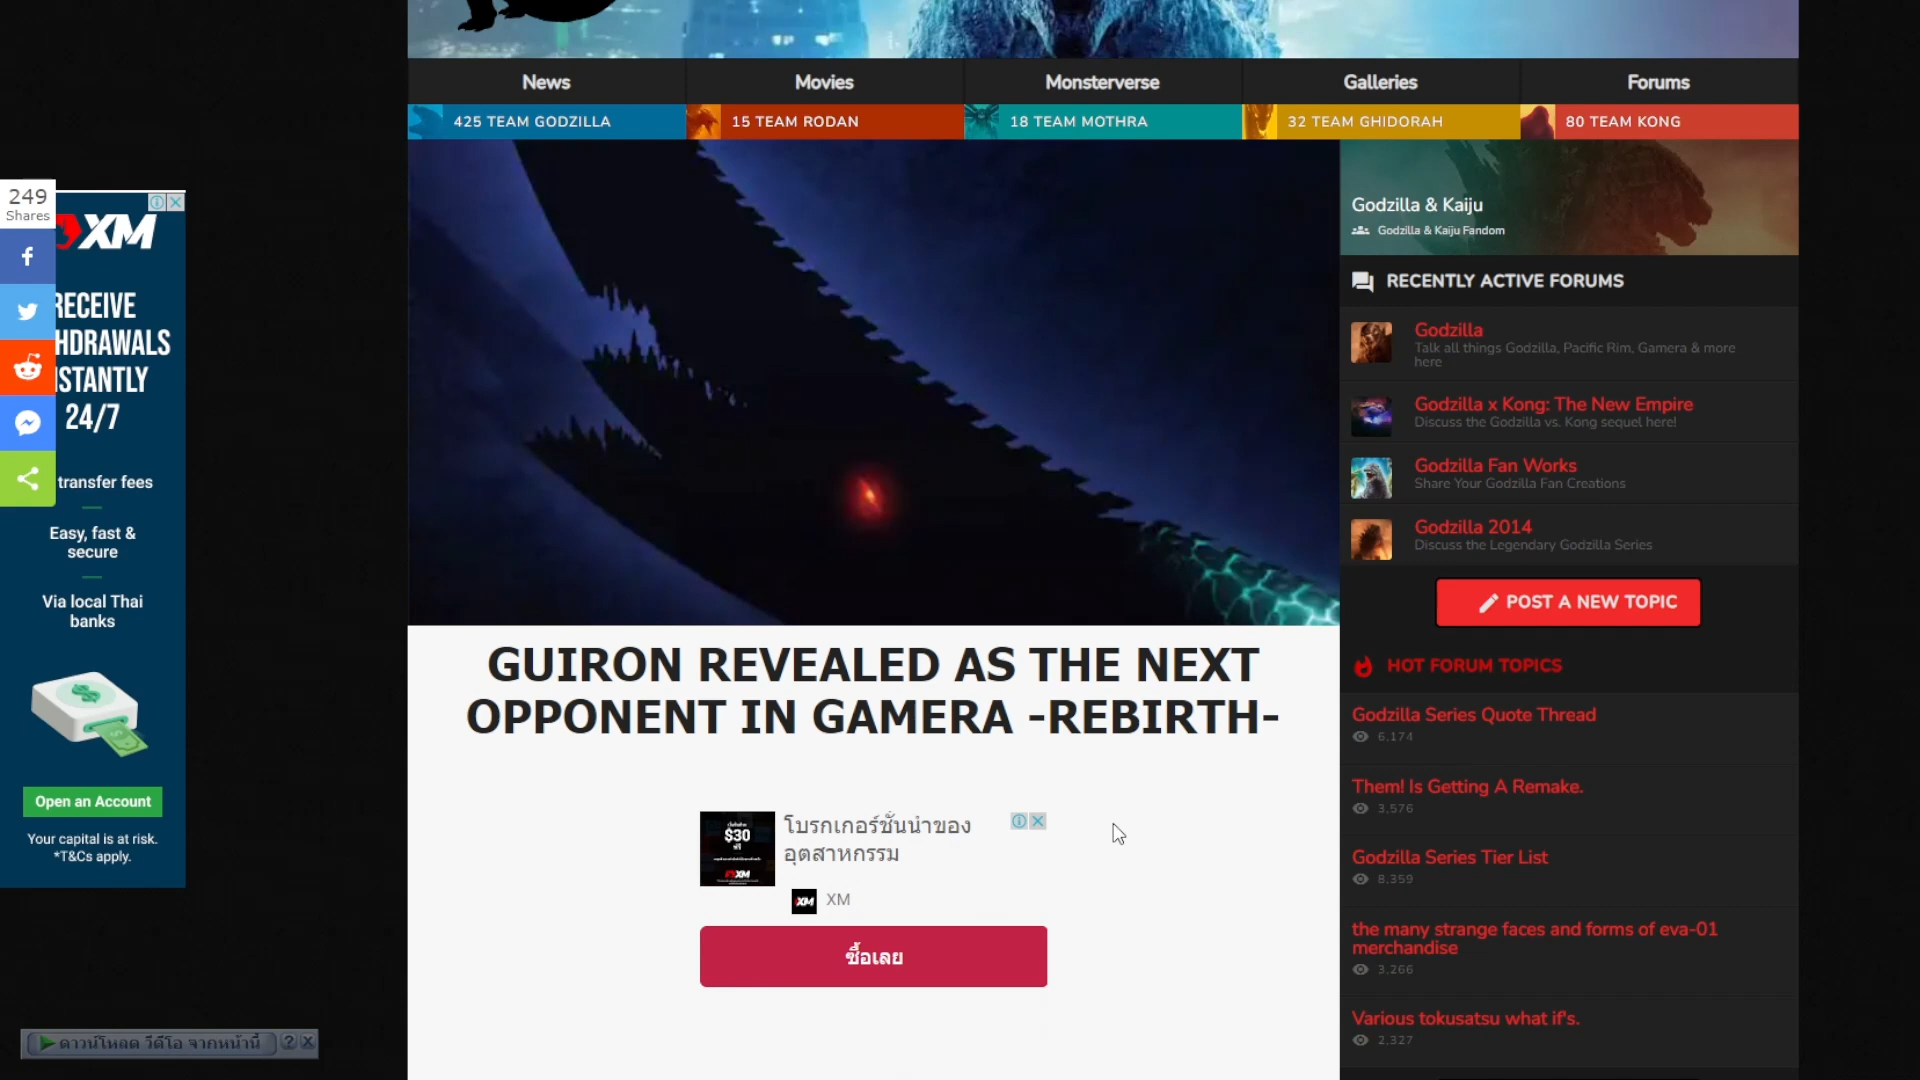 News
Movies
Monsterverse
Galleries
Forums
425 TEAM GODZILLA
15 TEAM RODAN
18 TEAM MOTHRA
32 TEAM GHIDORAH
80 TEAM KONG
249
Shares
XM
RECEIVE
HDRAWALS
STANTLY
24/7
transfer fees
Easy, fast &
secure
Via local Thai
banks
Open an Account
Your capital is at risk.
*T&Cs apply.
ดาวน์โหลด วีดีโอ จากหน้านี้
?
X
GUIRON REVEALED AS THE NEXT
OPPONENT IN GAMERA -REBIRTH-
$30
ฟรี
XM
โบรกเกอร์ชั้นนำของ
อุตสาหกรรม
XM
XM
ซื้อเลย
Godzilla & Kaiju
Godzilla & Kaiju Fandom
RECENTLY ACTIVE FORUMS
Godzilla
Talk all things Godzilla, Pacific Rim, Gamera & more
here
Godzilla x Kong: The New Empire
Discuss the Godzilla vs. Kong sequel here!
Godzilla Fan Works
Share Your Godzilla Fan Creations
Godzilla 2014
Discuss the Legendary Godzilla Series
POST A NEW TOPIC
HOT FORUM TOPICS
Godzilla Series Quote Thread
6,174
Them! Is Getting A Remake.
3,576
Godzilla Series Tier List
8,359
the many strange faces and forms of eva-01
merchandise
3,266
Various tokusatsu what if's.
2,327